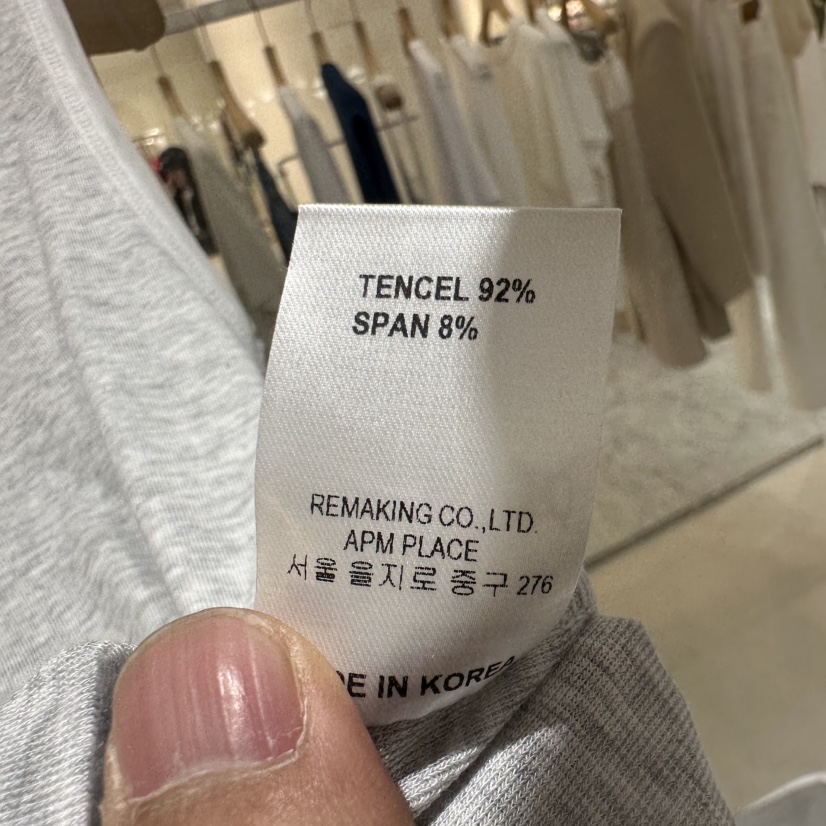 TENCEL 92%
SPAN 8%
REMAKING CO.,LTD.
APM PLACE
서울 을지로 중구 276
IN KOREA